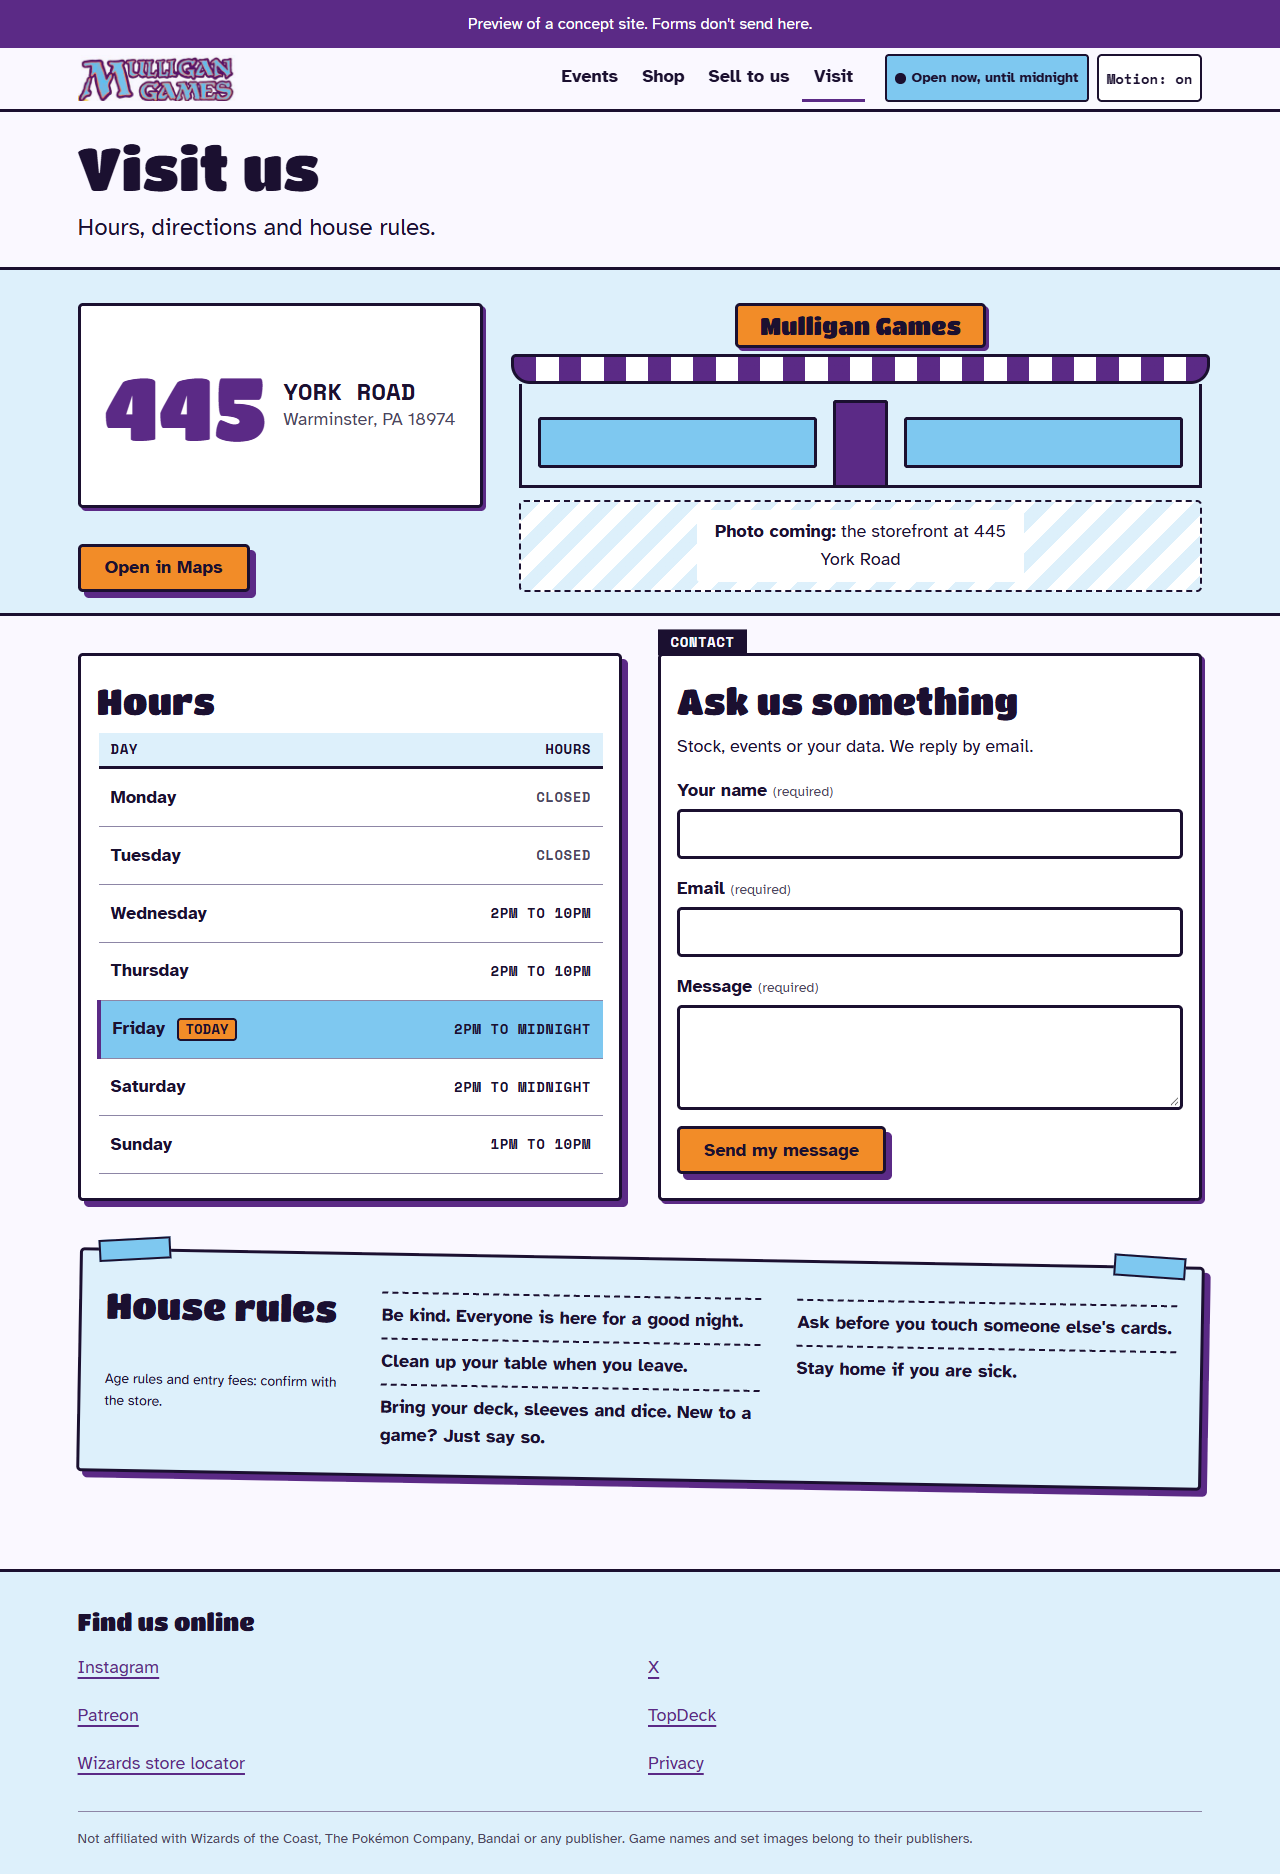 Preview of a concept site. Forms don't send here.
Mulligan Games
Events Shop Sell to us Visit Open now, until midnight Motion: on
Visit us
Hours, directions and house rules.
445
YORK ROAD
Warminster, PA 18974
Open in Maps
Mulligan Games
Photo coming: the storefront at 445
York Road
Hours
DAY HOURS
Monday CLOSED
Tuesday CLOSED
Wednesday 2PM TO 10PM
Thursday 2PM TO 10PM
Friday TODAY 2PM TO MIDNIGHT
Saturday 2PM TO MIDNIGHT
Sunday 1PM TO 10PM
CONTACT
Ask us something
Stock, events or your data. We reply by email.
Your name (required)
Email (required)
Message (required)
Send my message
House rules
Age rules and entry fees: confirm with
the store.
Be kind. Everyone is here for a good night.
Clean up your table when you leave.
Bring your deck, sleeves and dice. New to a
game? Just say so.
Ask before you touch someone else's cards.
Stay home if you are sick.
Find us online
Instagram
X
Patreon
TopDeck
Wizards store locator
Privacy
Not affiliated with Wizards of the Coast, The Pokémon Company, Bandai or any publisher. Game names and set images belong to their publishers.